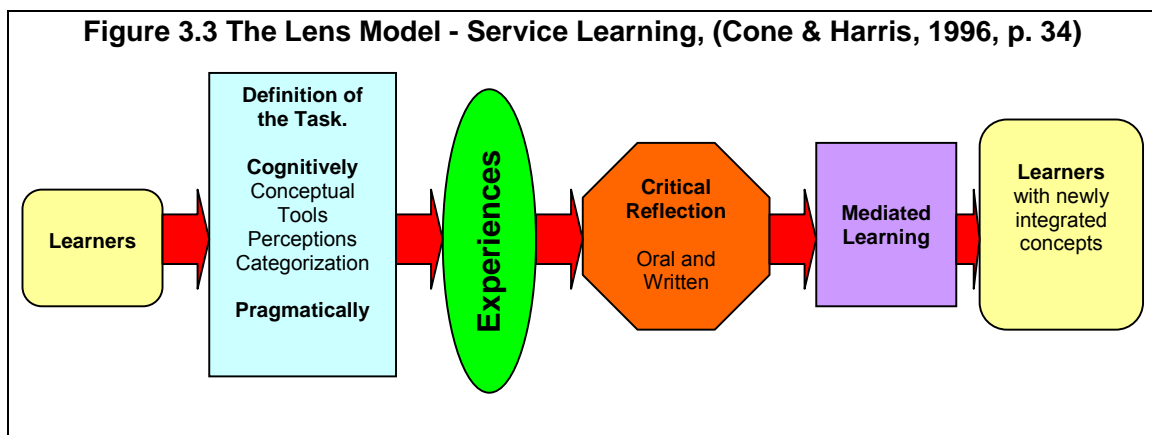 Figure 3.3 The Lens Model - Service Learning, (Cone & Harris, 1996, p. 34)
Learners
Definition of
the Task.
Cognitively
Conceptual
Tools
Perceptions
Categorization
Pragmatically
Experiences
Critical
Reflection
Oral and
Written
Mediated
Learning
Learners
with newly
integrated
concepts